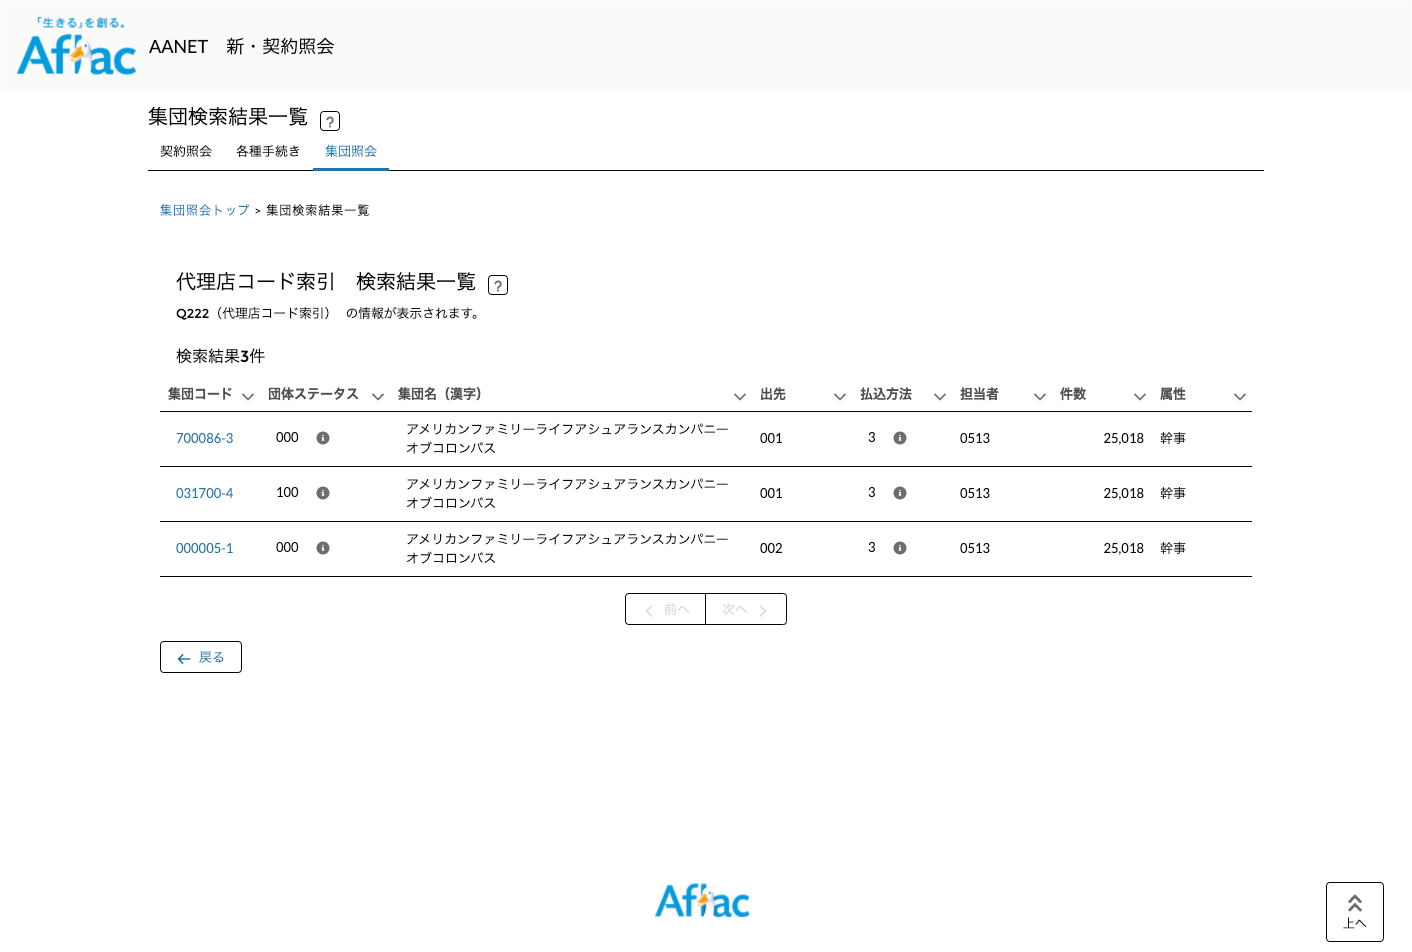 「生きる」を創る。
Aflac AANET 新・契約照会
集団検索結果一覧 ?
契約照会 各種手続き 集団照会
集団照会トップ > 集団検索結果一覧
代理店コード索引 検索結果一覧 ?
Q222（代理店コード索引） の情報が表示されます。
検索結果3件
集団コード 団体ステータス 集団名（漢字） 出先 払込方法 担当者 件数 属性
700086-3 000 アメリカンファミリーライフアシュアランスカンパニー
オブコロンバス 001 3 0513 25,018 幹事
031700-4 100 アメリカンファミリーライフアシュアランスカンパニー
オブコロンバス 001 3 0513 25,018 幹事
000005-1 000 アメリカンファミリーライフアシュアランスカンパニー
オブコロンバス 002 3 0513 25,018 幹事
前へ 次へ
戻る
Aflac
上へ